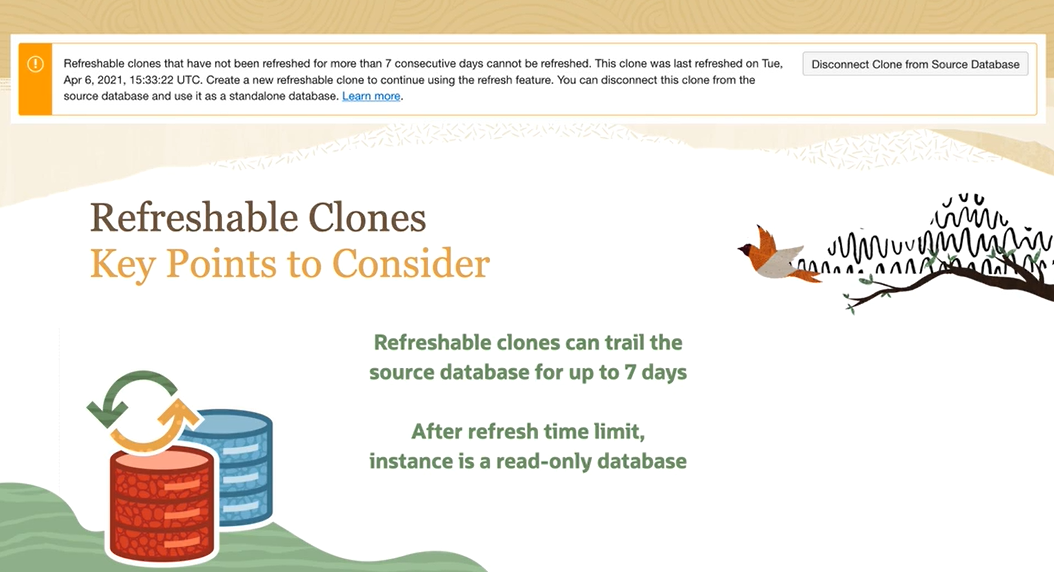 Refreshable clones that have not been refreshed for more than 7 consecutive days cannot be refreshed. This clone was last refreshed on Tue,
Apr 6, 2021, 15:33:22 UTC. Create a new refreshable clone to continue using the refresh feature. You can disconnect this clone from the
source database and use it as a standalone database. Learn more.
Disconnect Clone from Source Database
Refreshable Clones
Key Points to Consider
Refreshable clones can trail the
source database for up to 7 days
After refresh time limit,
instance is a read-only database